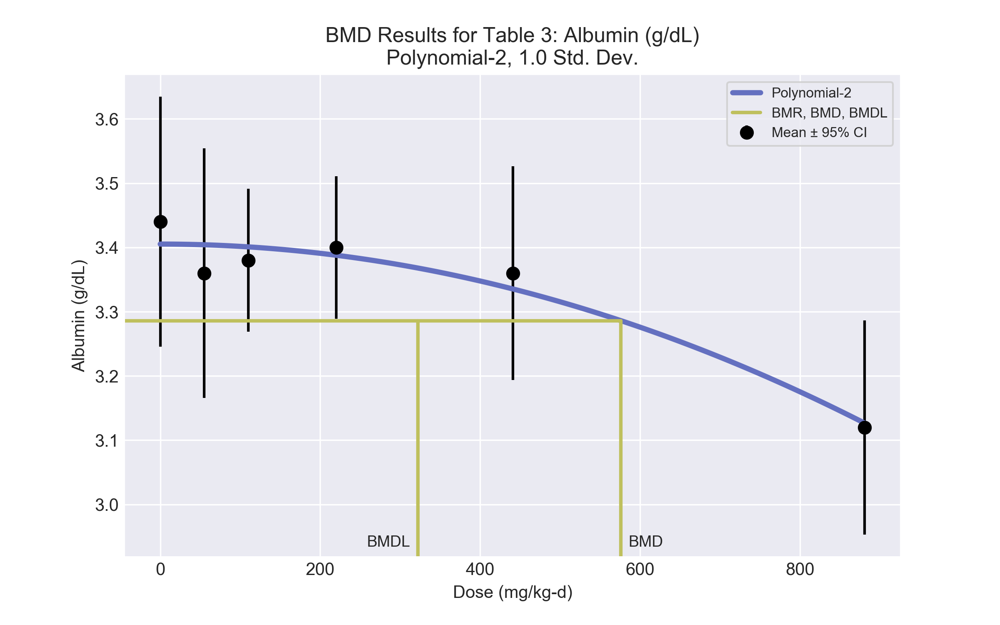 BMD Results for Table 3: Albumin (g/dL)
Polynomial-2, 1.0 Std. Dev.
Polynomial-2
BMR, BMD, BMDL
Mean ± 95% CI
3.6
3.5
3.4
3.3
3.2
3.1
3.0
Albumin (g/dL)
BMDL
BMD
0 200 400 600 800
Dose (mg/kg-d)